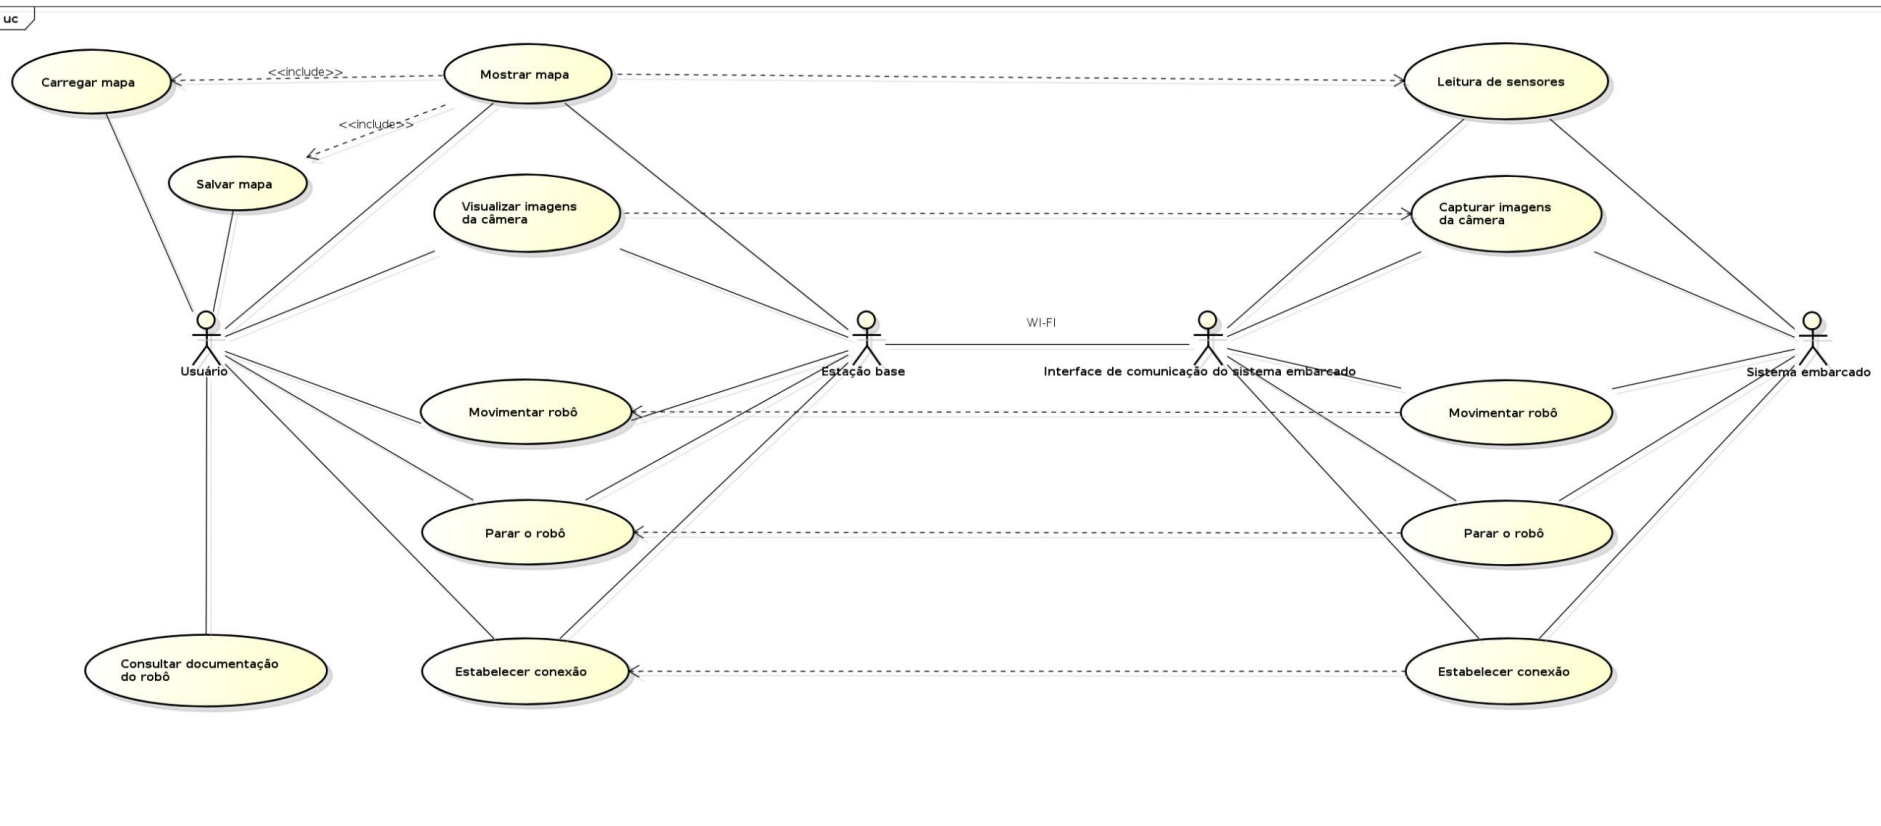 uc
<<include>>
Carregar mapa
Mostrar mapa
Leitura de sensores
<<include>>
Salvar mapa
Visualizar imagens
da câmera
Capturar imagens
da câmera
WI-FI
Usuário
Estação base
Interface de comunicação do sistema embarcado
Sistema embarcado
Movimentar robô
Movimentar robô
Parar o robô
Parar o robô
Consultar documentação
do robô
Estabelecer conexão
Estabelecer conexão